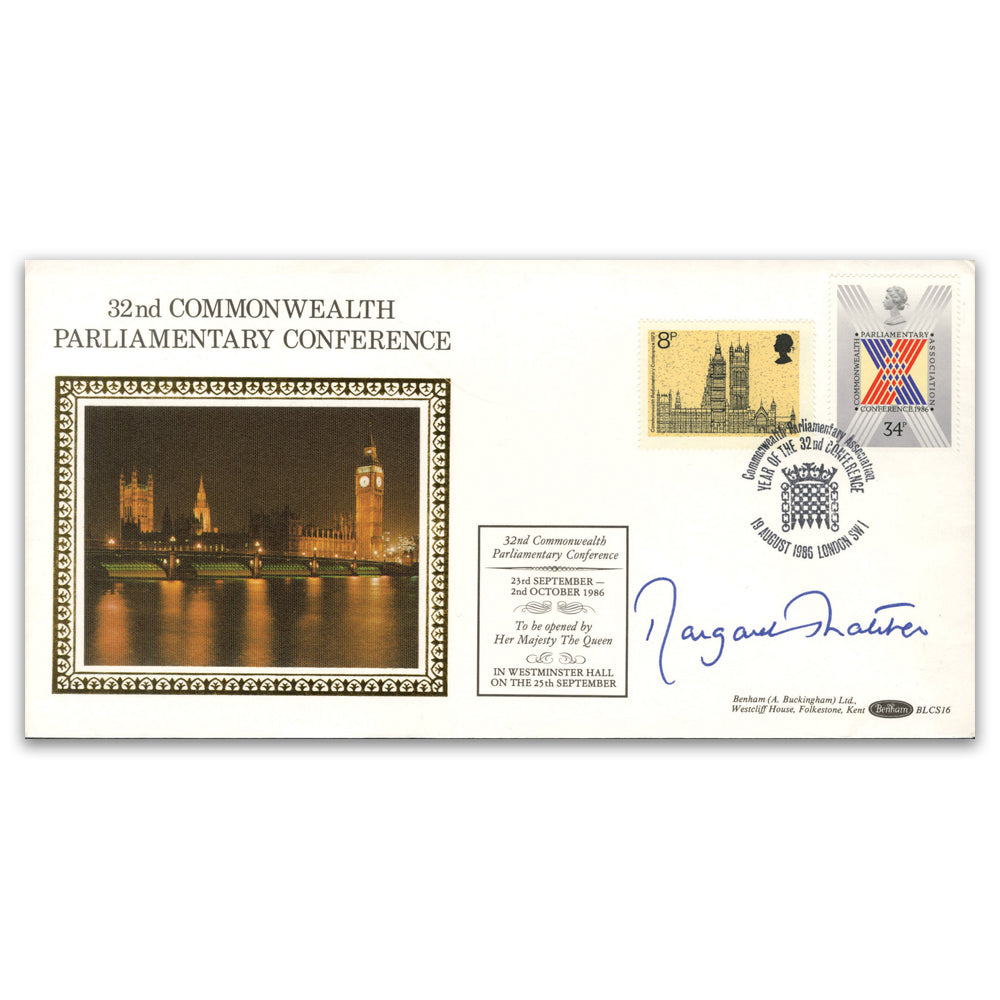 32nd COMMONWEALTH
PARLIAMENTARY CONFERENCE
8P
PARLIAMENTARY
COMMONWEALTH
ASSOCIATION
CONFERENCE 1986
34P
Commonwealth Parliamentary Association
YEAR OF THE 32nd CONFERENCE
19 AUGUST 1986 LONDON SW1
32nd Commonwealth
Parliamentary Conference
23rd SEPTEMBER —
2nd OCTOBER 1986
To be opened by
Her Majesty The Queen
IN WESTMINSTER HALL
ON THE 25th SEPTEMBER
Margaret Thatcher
Benham (A. Buckingham) Ltd.,
Westcliff House, Folkestone, Kent
Benham
BLCS16